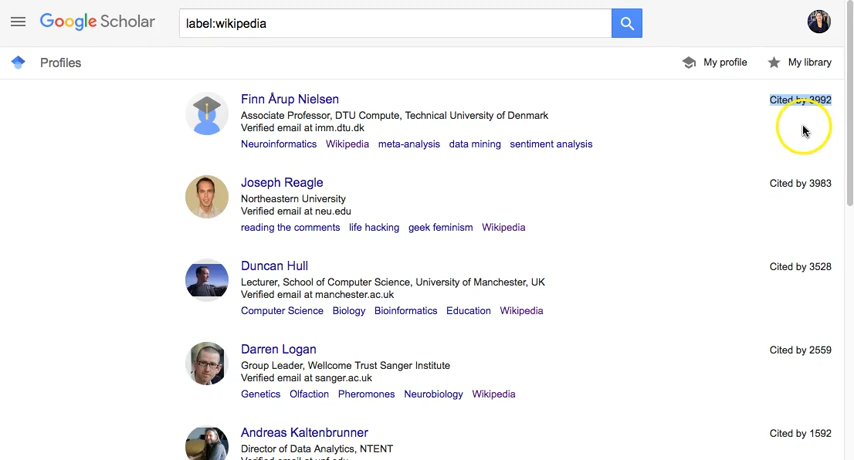 Google Scholar
label:wikipedia
Profiles
My profile
My library
Finn Årup Nielsen
Cited by 3992
Associate Professor, DTU Compute, Technical University of Denmark
Verified email at imm.dtu.dk
Neuroinformatics Wikipedia meta-analysis data mining sentiment analysis
Joseph Reagle
Cited by 3983
Northeastern University
Verified email at neu.edu
reading the comments life hacking geek feminism Wikipedia
Duncan Hull
Cited by 3528
Lecturer, School of Computer Science, University of Manchester, UK
Verified email at manchester.ac.uk
Computer Science Biology Bioinformatics Education Wikipedia
Darren Logan
Cited by 2559
Group Leader, Wellcome Trust Sanger Institute
Verified email at sanger.ac.uk
Genetics Olfaction Pheromones Neurobiology Wikipedia
Andreas Kaltenbrunner
Cited by 1592
Director of Data Analytics, NTENT
Verified email at upf.edu